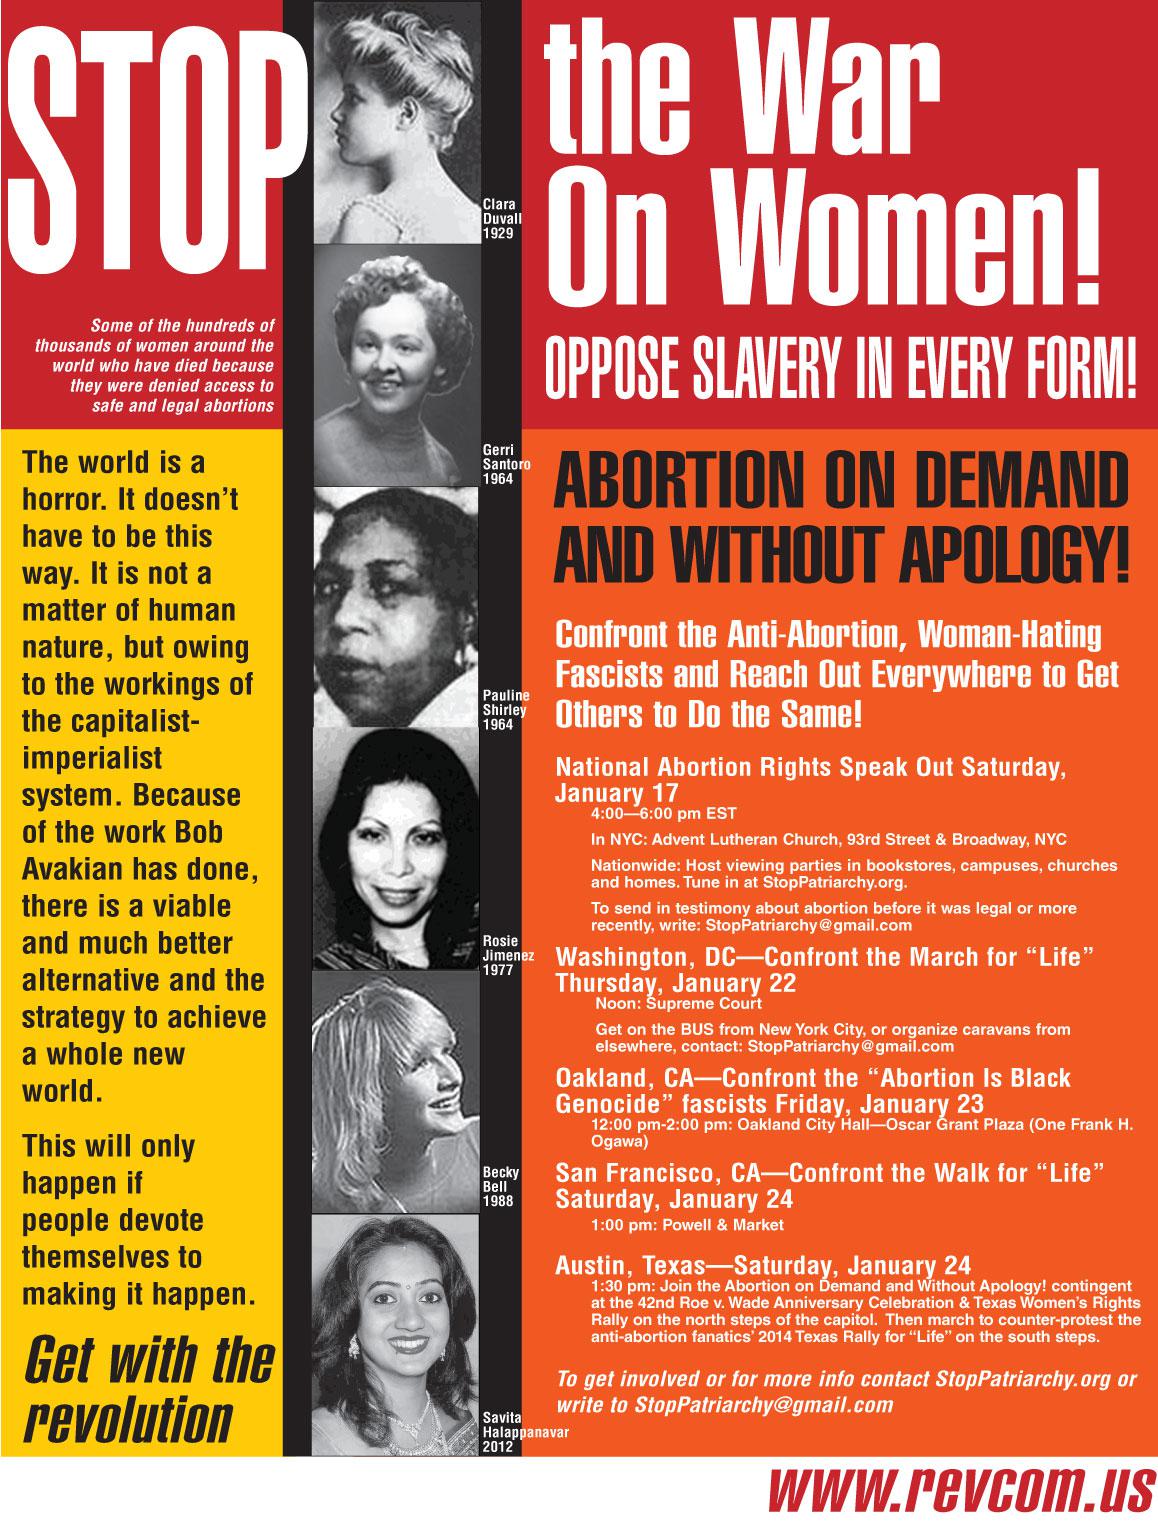 STOP
the War
On Women!
OPPOSE SLAVERY IN EVERY FORM!
Some of the hundreds of
thousands of women around the
world who have died because
they were denied access to
safe and legal abortions
The world is a
horror. It doesn't
have to be this
way. It is not a
matter of human
nature, but owing
to the workings of
the capitalist-
imperialist
system. Because
of the work Bob
Avakian has done,
there is a viable
and much better
alternative and the
strategy to achieve
a whole new
world.
This will only
happen if
people devote
themselves to
making it happen.
Get with the
revolution
Clara
Duvall
1929
Gerri
Santoro
1964
Pauline
Shirley
1964
Rosie
Jimenez
1977
Becky
Bell
1988
Savita
Halappanavar
2012
ABORTION ON DEMAND
AND WITHOUT APOLOGY!
Confront the Anti-Abortion, Woman-Hating
Fascists and Reach Out Everywhere to Get
Others to Do the Same!
National Abortion Rights Speak Out Saturday,
January 17
4:00—6:00 pm EST
In NYC: Advent Lutheran Church, 93rd Street & Broadway, NYC
Nationwide: Host viewing parties in bookstores, campuses, churches
and homes. Tune in at StopPatriarchy.org.
To send in testimony about abortion before it was legal or more
recently, write: StopPatriarchy@gmail.com
Washington, DC—Confront the March for “Life”
Thursday, January 22
Noon: Supreme Court
Get on the BUS from New York City, or organize caravans from
elsewhere, contact: StopPatriarchy@gmail.com
Oakland, CA—Confront the “Abortion Is Black
Genocide” fascists Friday, January 23
12:00 pm-2:00 pm: Oakland City Hall—Oscar Grant Plaza (One Frank H.
Ogawa)
San Francisco, CA—Confront the Walk for “Life”
Saturday, January 24
1:00 pm: Powell & Market
Austin, Texas—Saturday, January 24
1:30 pm: Join the Abortion on Demand and Without Apology! contingent
at the 42nd Roe v. Wade Anniversary Celebration & Texas Women's Rights
Rally on the north steps of the capitol. Then march to counter-protest the
anti-abortion fanatics' 2014 Texas Rally for “Life” on the south steps.
To get involved or for more info contact StopPatriarchy.org or
write to StopPatriarchy@gmail.com
www.revcom.us